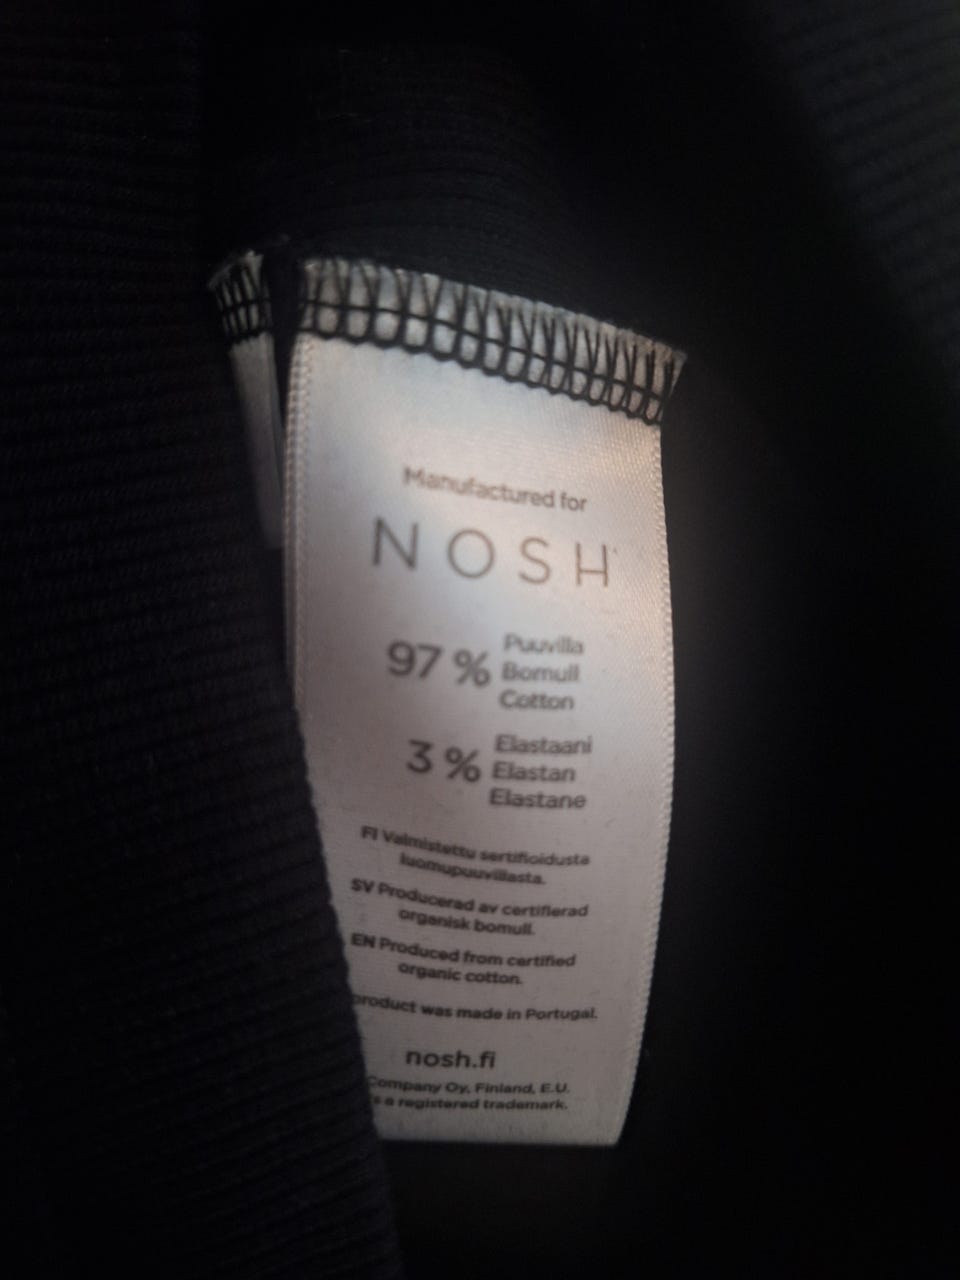 Manufactured for
NOSH
97 % Puuvilla
Bomull
Cotton
3 % Elastaani
Elastan
Elastane
FI Valmistettu sertifioidusta
luomupuuvillasta.
SV Producerad av certifierad
organisk bomull.
EN Produced from certified
organic cotton.
product was made in Portugal.
nosh.fi
Company Oy, Finland, E.U.
a registered trademark.